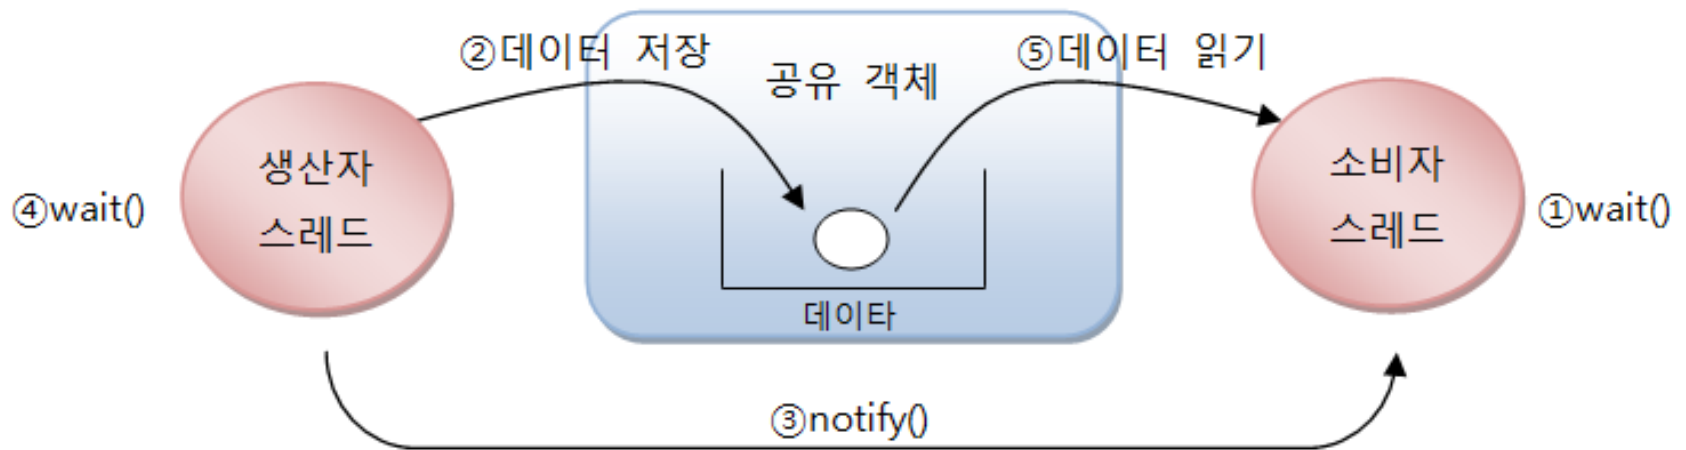 ②데이터 저장
⑤데이터 읽기
공유 객체
생산자
스레드
소비자
스레드
④wait()
①wait()
데이타
③notify()